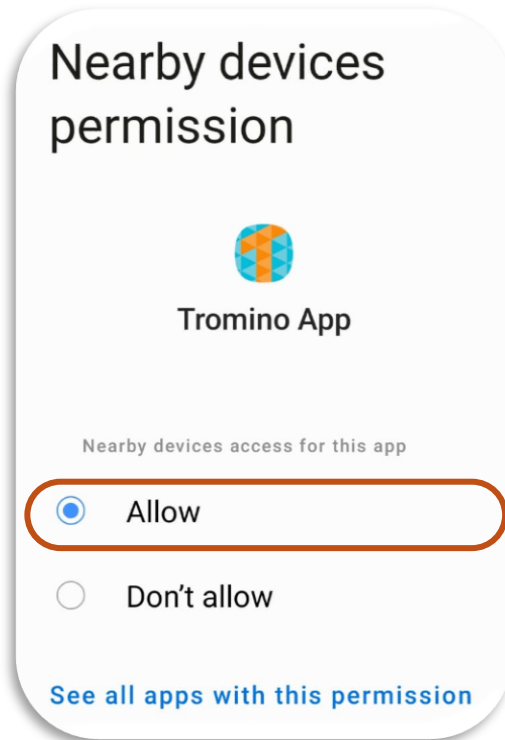 Nearby devices
permission
Tromino App
Nearby devices access for this app
Allow
Don't allow
See all apps with this permission